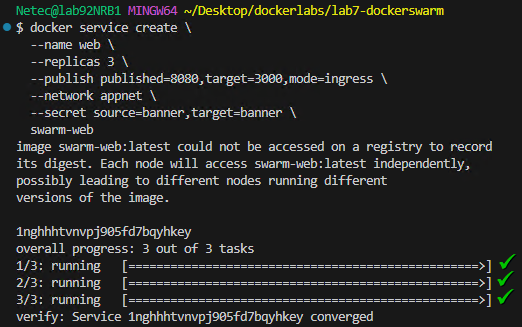 Netec@lab92NRB1 MINGW64 ~/Desktop/dockerlabs/lab7-dockerswarm
$ docker service create \
--name web \
--replicas 3 \
--publish published=8080,target=3000,mode=ingress \
--network appnet \
--secret source=banner,target=banner \
swarm-web
image swarm-web:latest could not be accessed on a registry to record
its digest. Each node will access swarm-web:latest independently,
possibly leading to different nodes running different
versions of the image.
1nghhhtvnvpj905fd7bqyhkey
overall progress: 3 out of 3 tasks
1/3: running [==================================================>]
2/3: running [==================================================>]
3/3: running [==================================================>]
verify: Service 1nghhhtvnvpj905fd7bqyhkey converged